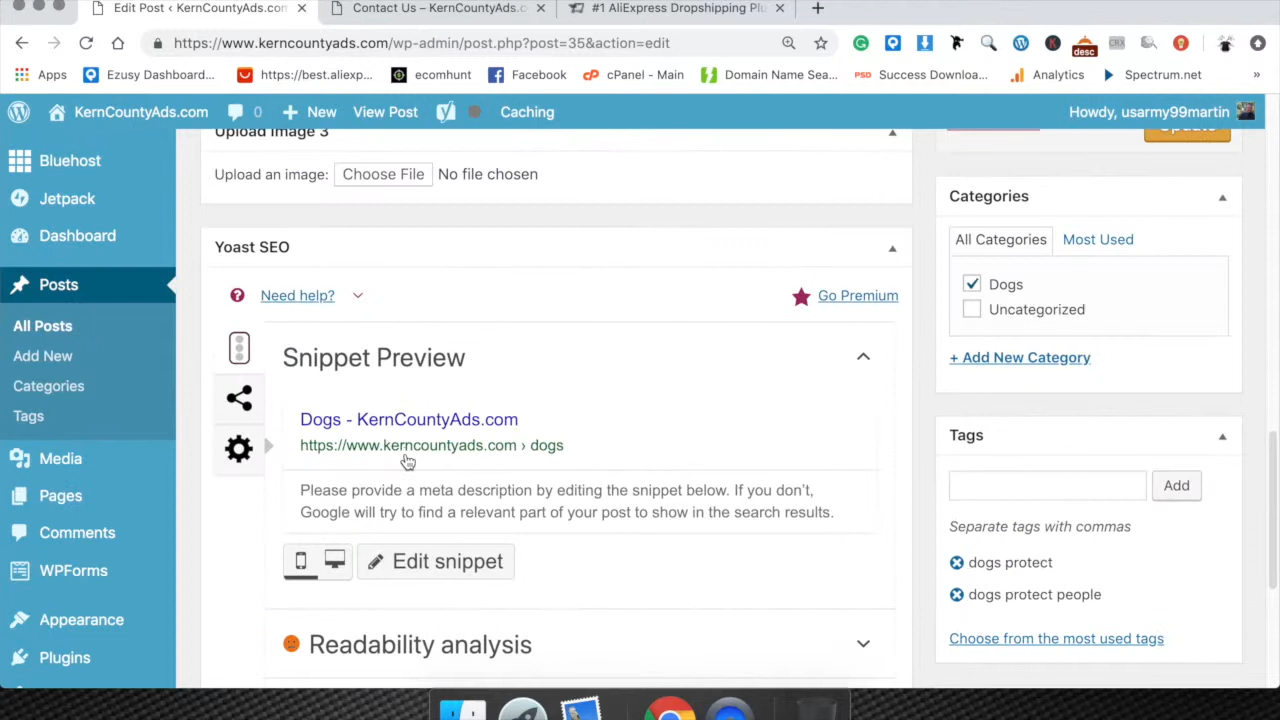 Edit Post ‹ KernCountyAds.com
Contact Us – KernCountyAds.c
#1 AliExpress Dropshipping Plu
https://www.kerncountyads.com/wp-admin/post.php?post=35&action=edit
desc
CRX
Apps
Ezusy Dashboard...
https://best.aliexp...
ecomhunt
Facebook
cP cPanel - Main
Domain Name Sea...
PSD Success Downloa...
Analytics
Spectrum.net
»
KernCountyAds.com
0
New
View Post
Caching
Howdy, usarmy99martin
Bluehost
Jetpack
Dashboard
Posts
All Posts
Add New
Categories
Tags
Media
Pages
Comments
WPForms
Appearance
Plugins
Upload Image 3
Upload an image: Choose File No file chosen
Yoast SEO
Need help?
Go Premium
Snippet Preview
Dogs - KernCountyAds.com
https://www.kerncountyads.com › dogs
Please provide a meta description by editing the snippet below. If you don’t,
Google will try to find a relevant part of your post to show in the search results.
Edit snippet
Readability analysis
Update
Categories
All Categories
Most Used
Dogs
Uncategorized
+ Add New Category
Tags
Add
Separate tags with commas
dogs protect
dogs protect people
Choose from the most used tags